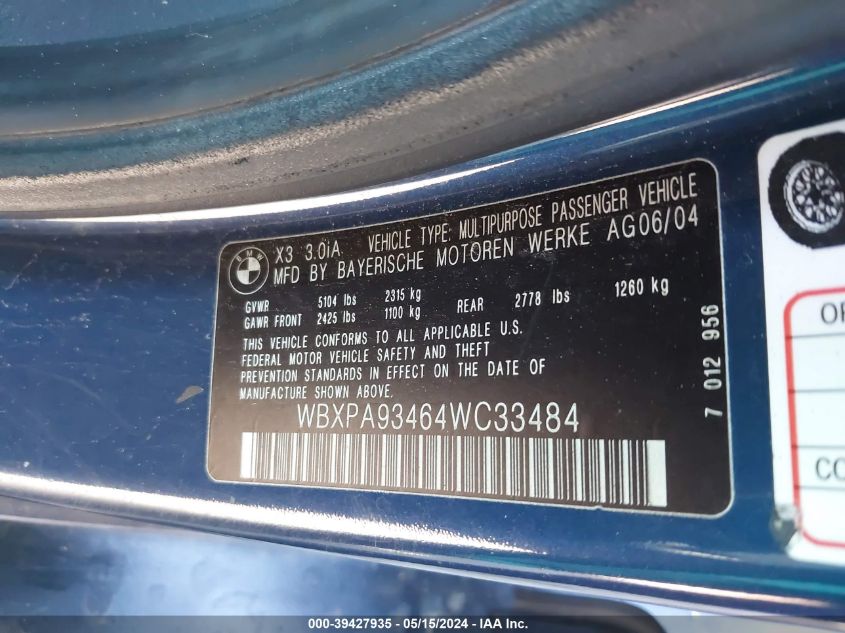 BMW
X3 3.0iA VEHICLE TYPE: MULTIPURPOSE PASSENGER VEHICLE
MFD BY BAYERISCHE MOTOREN WERKE AG06/04
GVWR 5104 lbs 2315 kg
GAWR FRONT 2425 lbs 1100 kg REAR 2778 lbs 1260 kg
THIS VEHICLE CONFORMS TO ALL APPLICABLE U.S.
FEDERAL MOTOR VEHICLE SAFETY AND THEFT
PREVENTION STANDARDS IN EFFECT ON THE DATE OF
MANUFACTURE SHOWN ABOVE.
WBXPA93464WC33484
7 012 956
000-39427935 - 05/15/2024 - IAA, Inc.